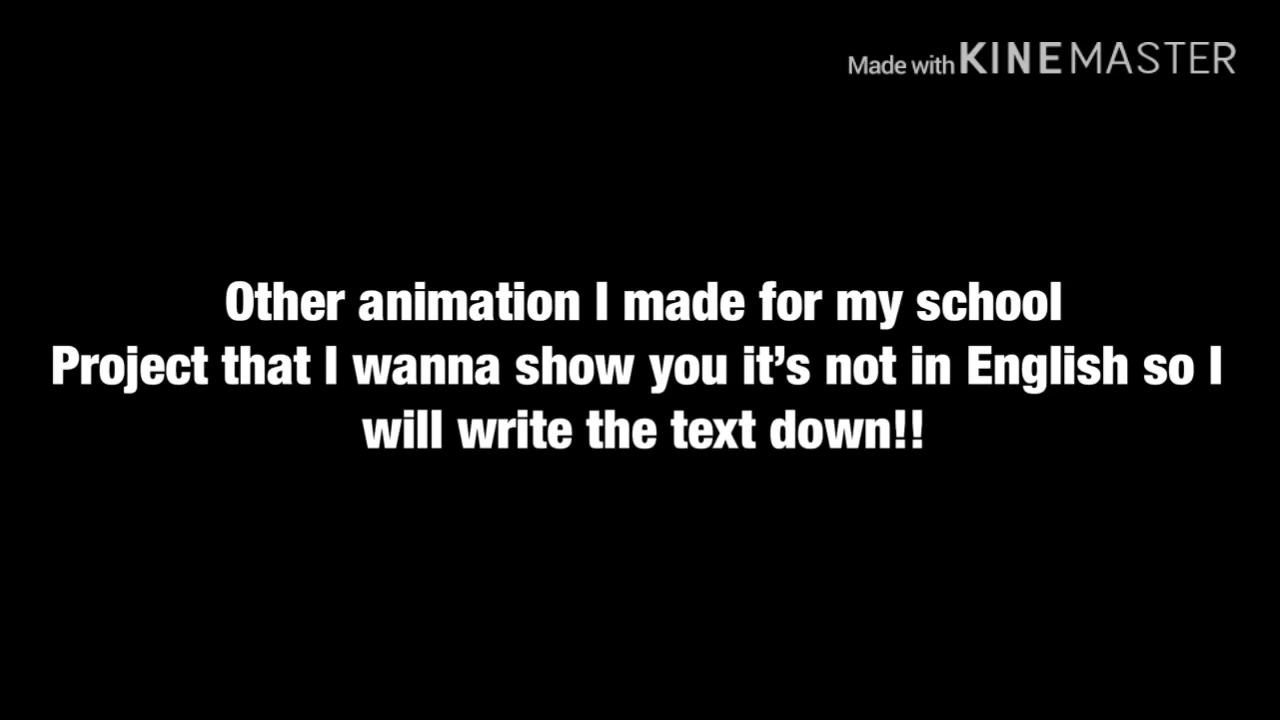 Made with KINEMASTER
Other animation I made for my school
Project that I wanna show you it’s not in English so I
will write the text down!!